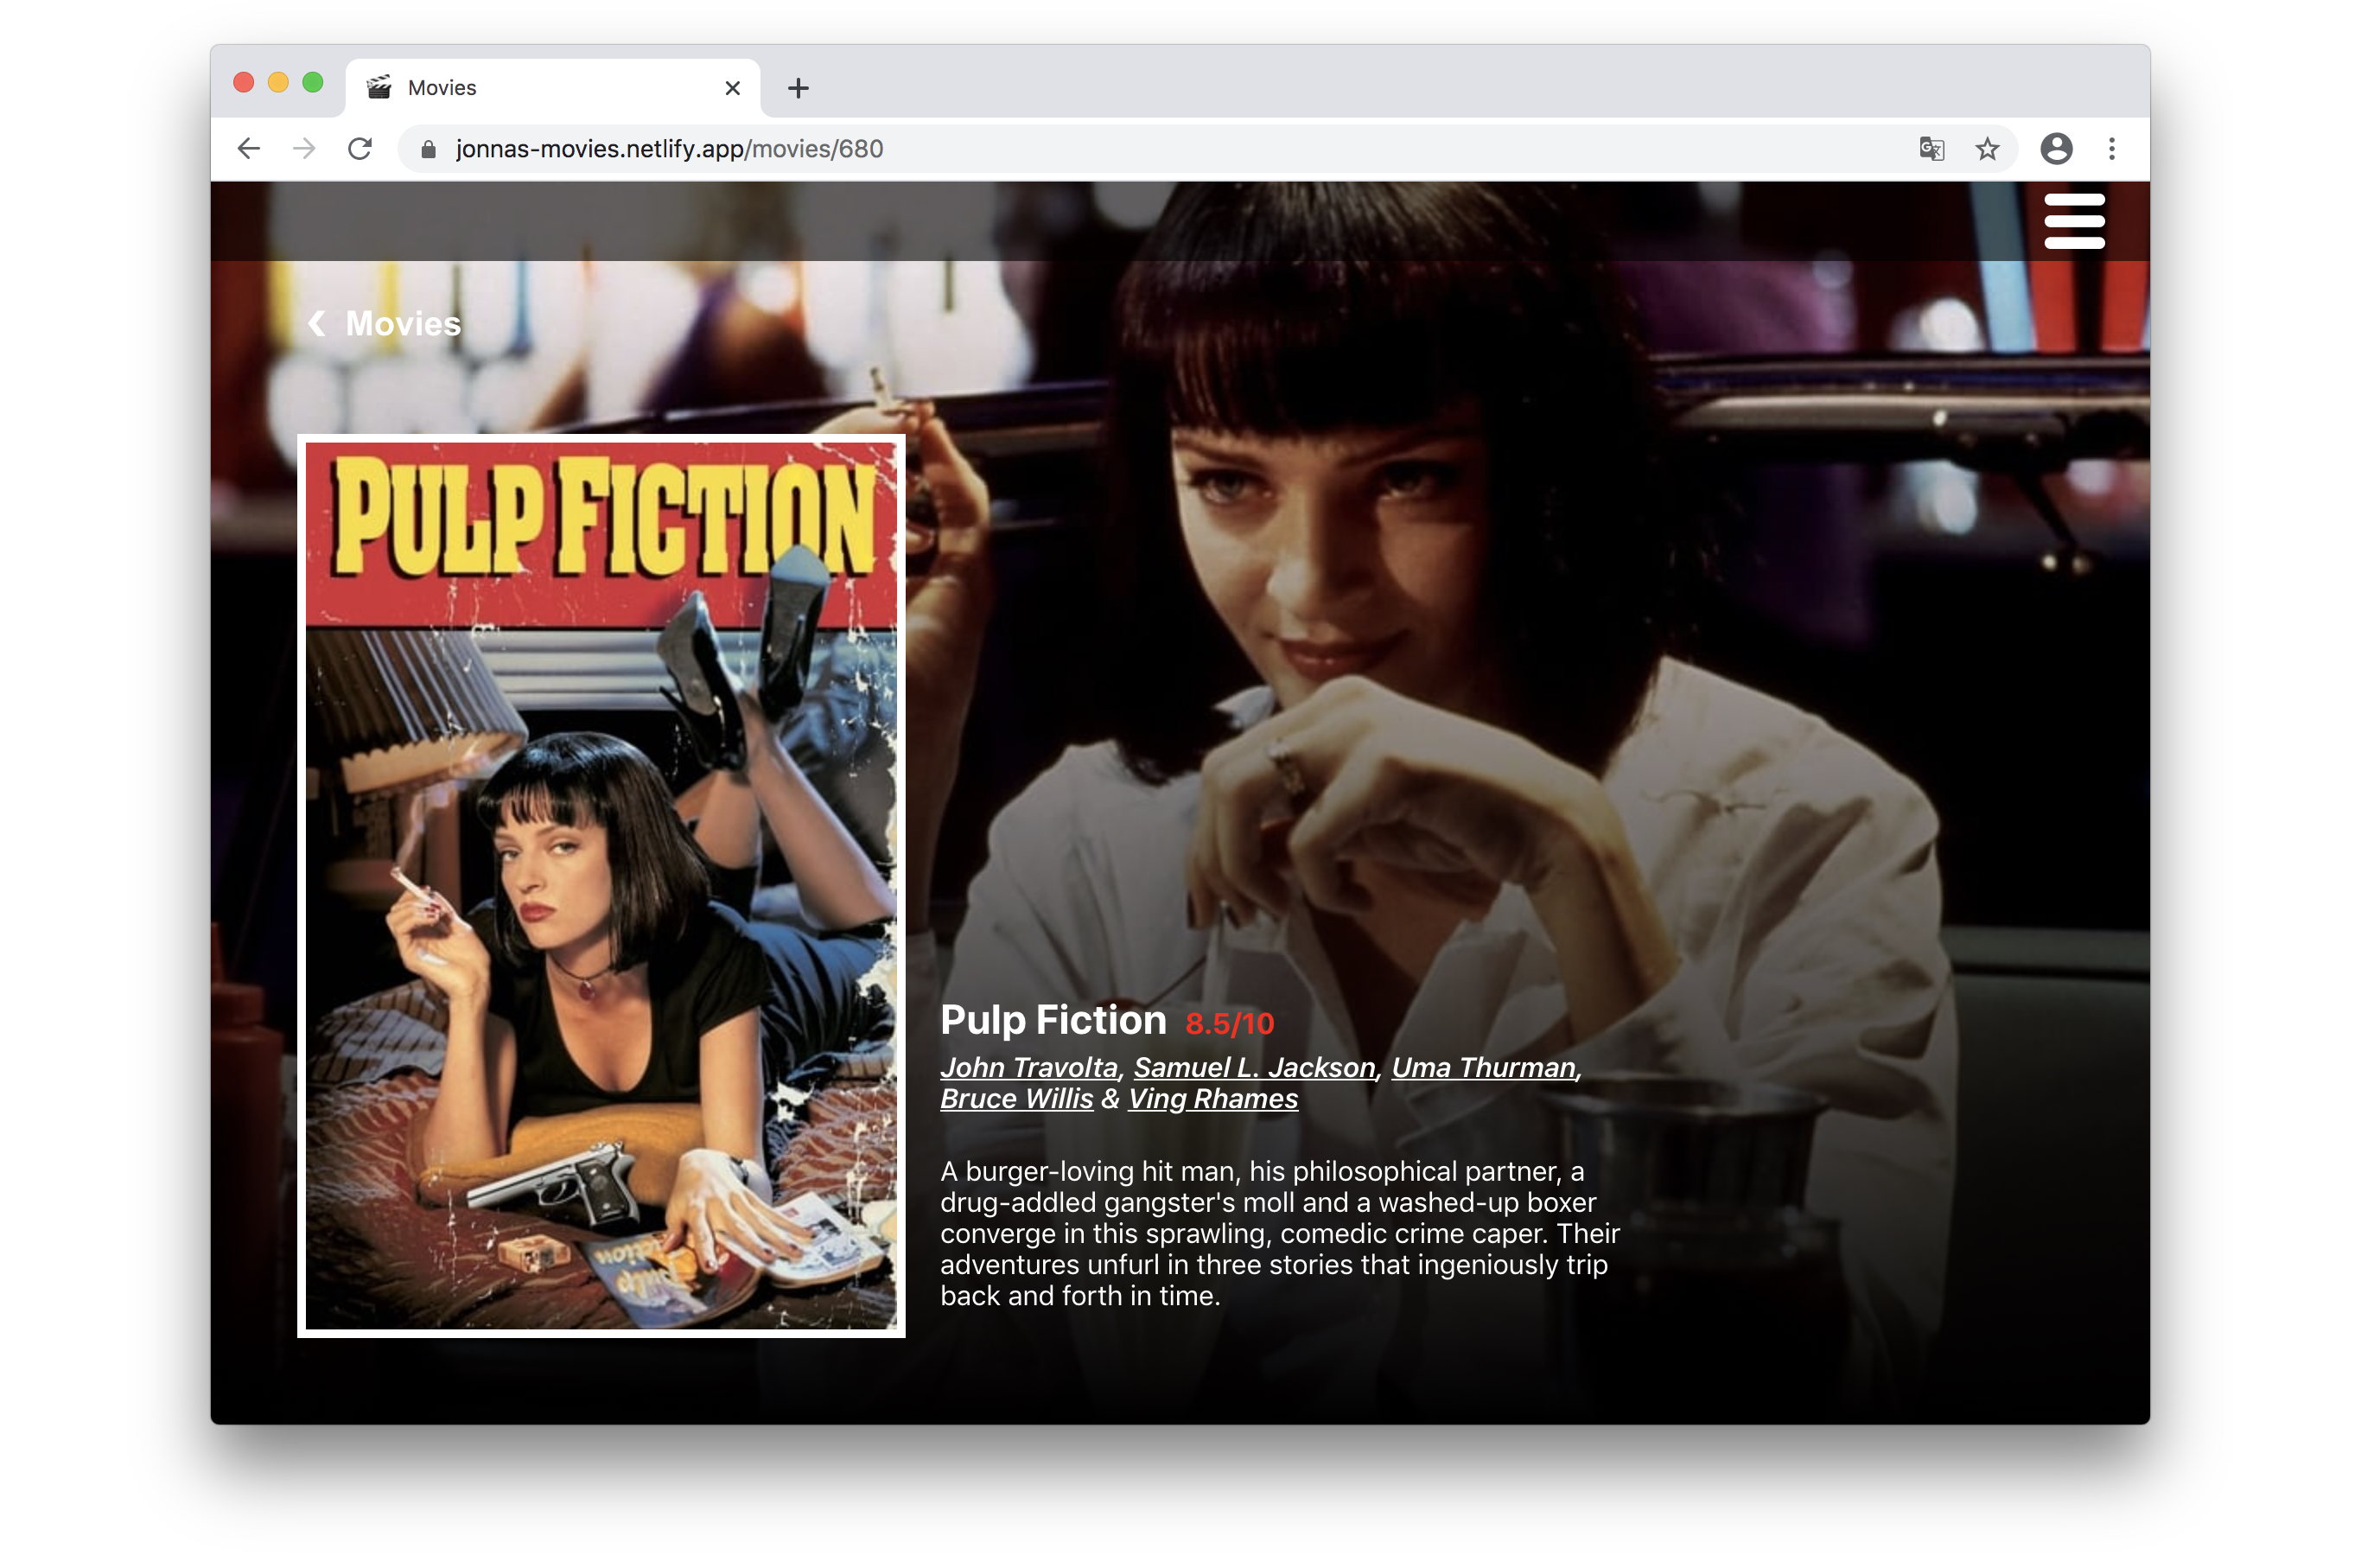 Movies
jonnas-movies.netlify.app/movies/680
Movies
PULP FICTION
Pulp Fiction 8.5/10
John Travolta, Samuel L. Jackson, Uma Thurman,
Bruce Willis & Ving Rhames
A burger-loving hit man, his philosophical partner, a
drug-addled gangster's moll and a washed-up boxer
converge in this sprawling, comedic crime caper. Their
adventures unfurl in three stories that ingeniously trip
back and forth in time.
Pulp
Fiction